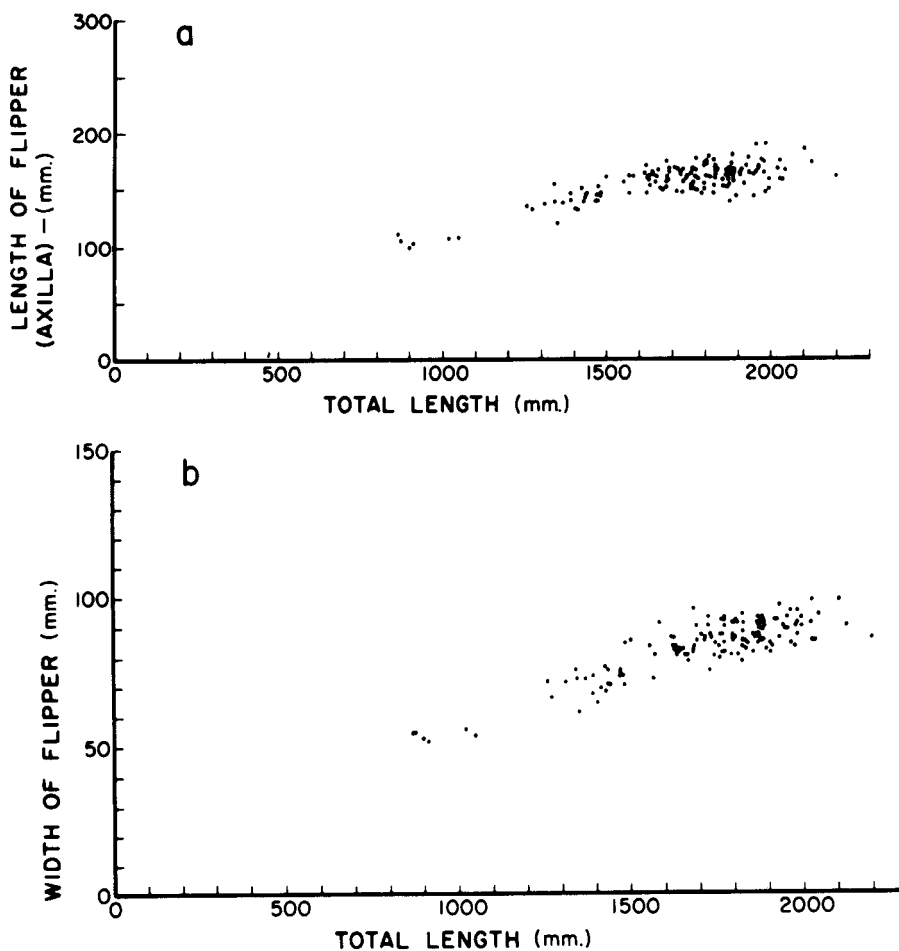 a
300
200
100
0
LENGTH OF FLIPPER
(AXILLA) – (mm.)
0 500 1000 1500 2000
TOTAL LENGTH (mm.)
b
150
100
50
0
WIDTH OF FLIPPER (mm.)
0 500 1000 1500 2000
TOTAL LENGTH (mm.)